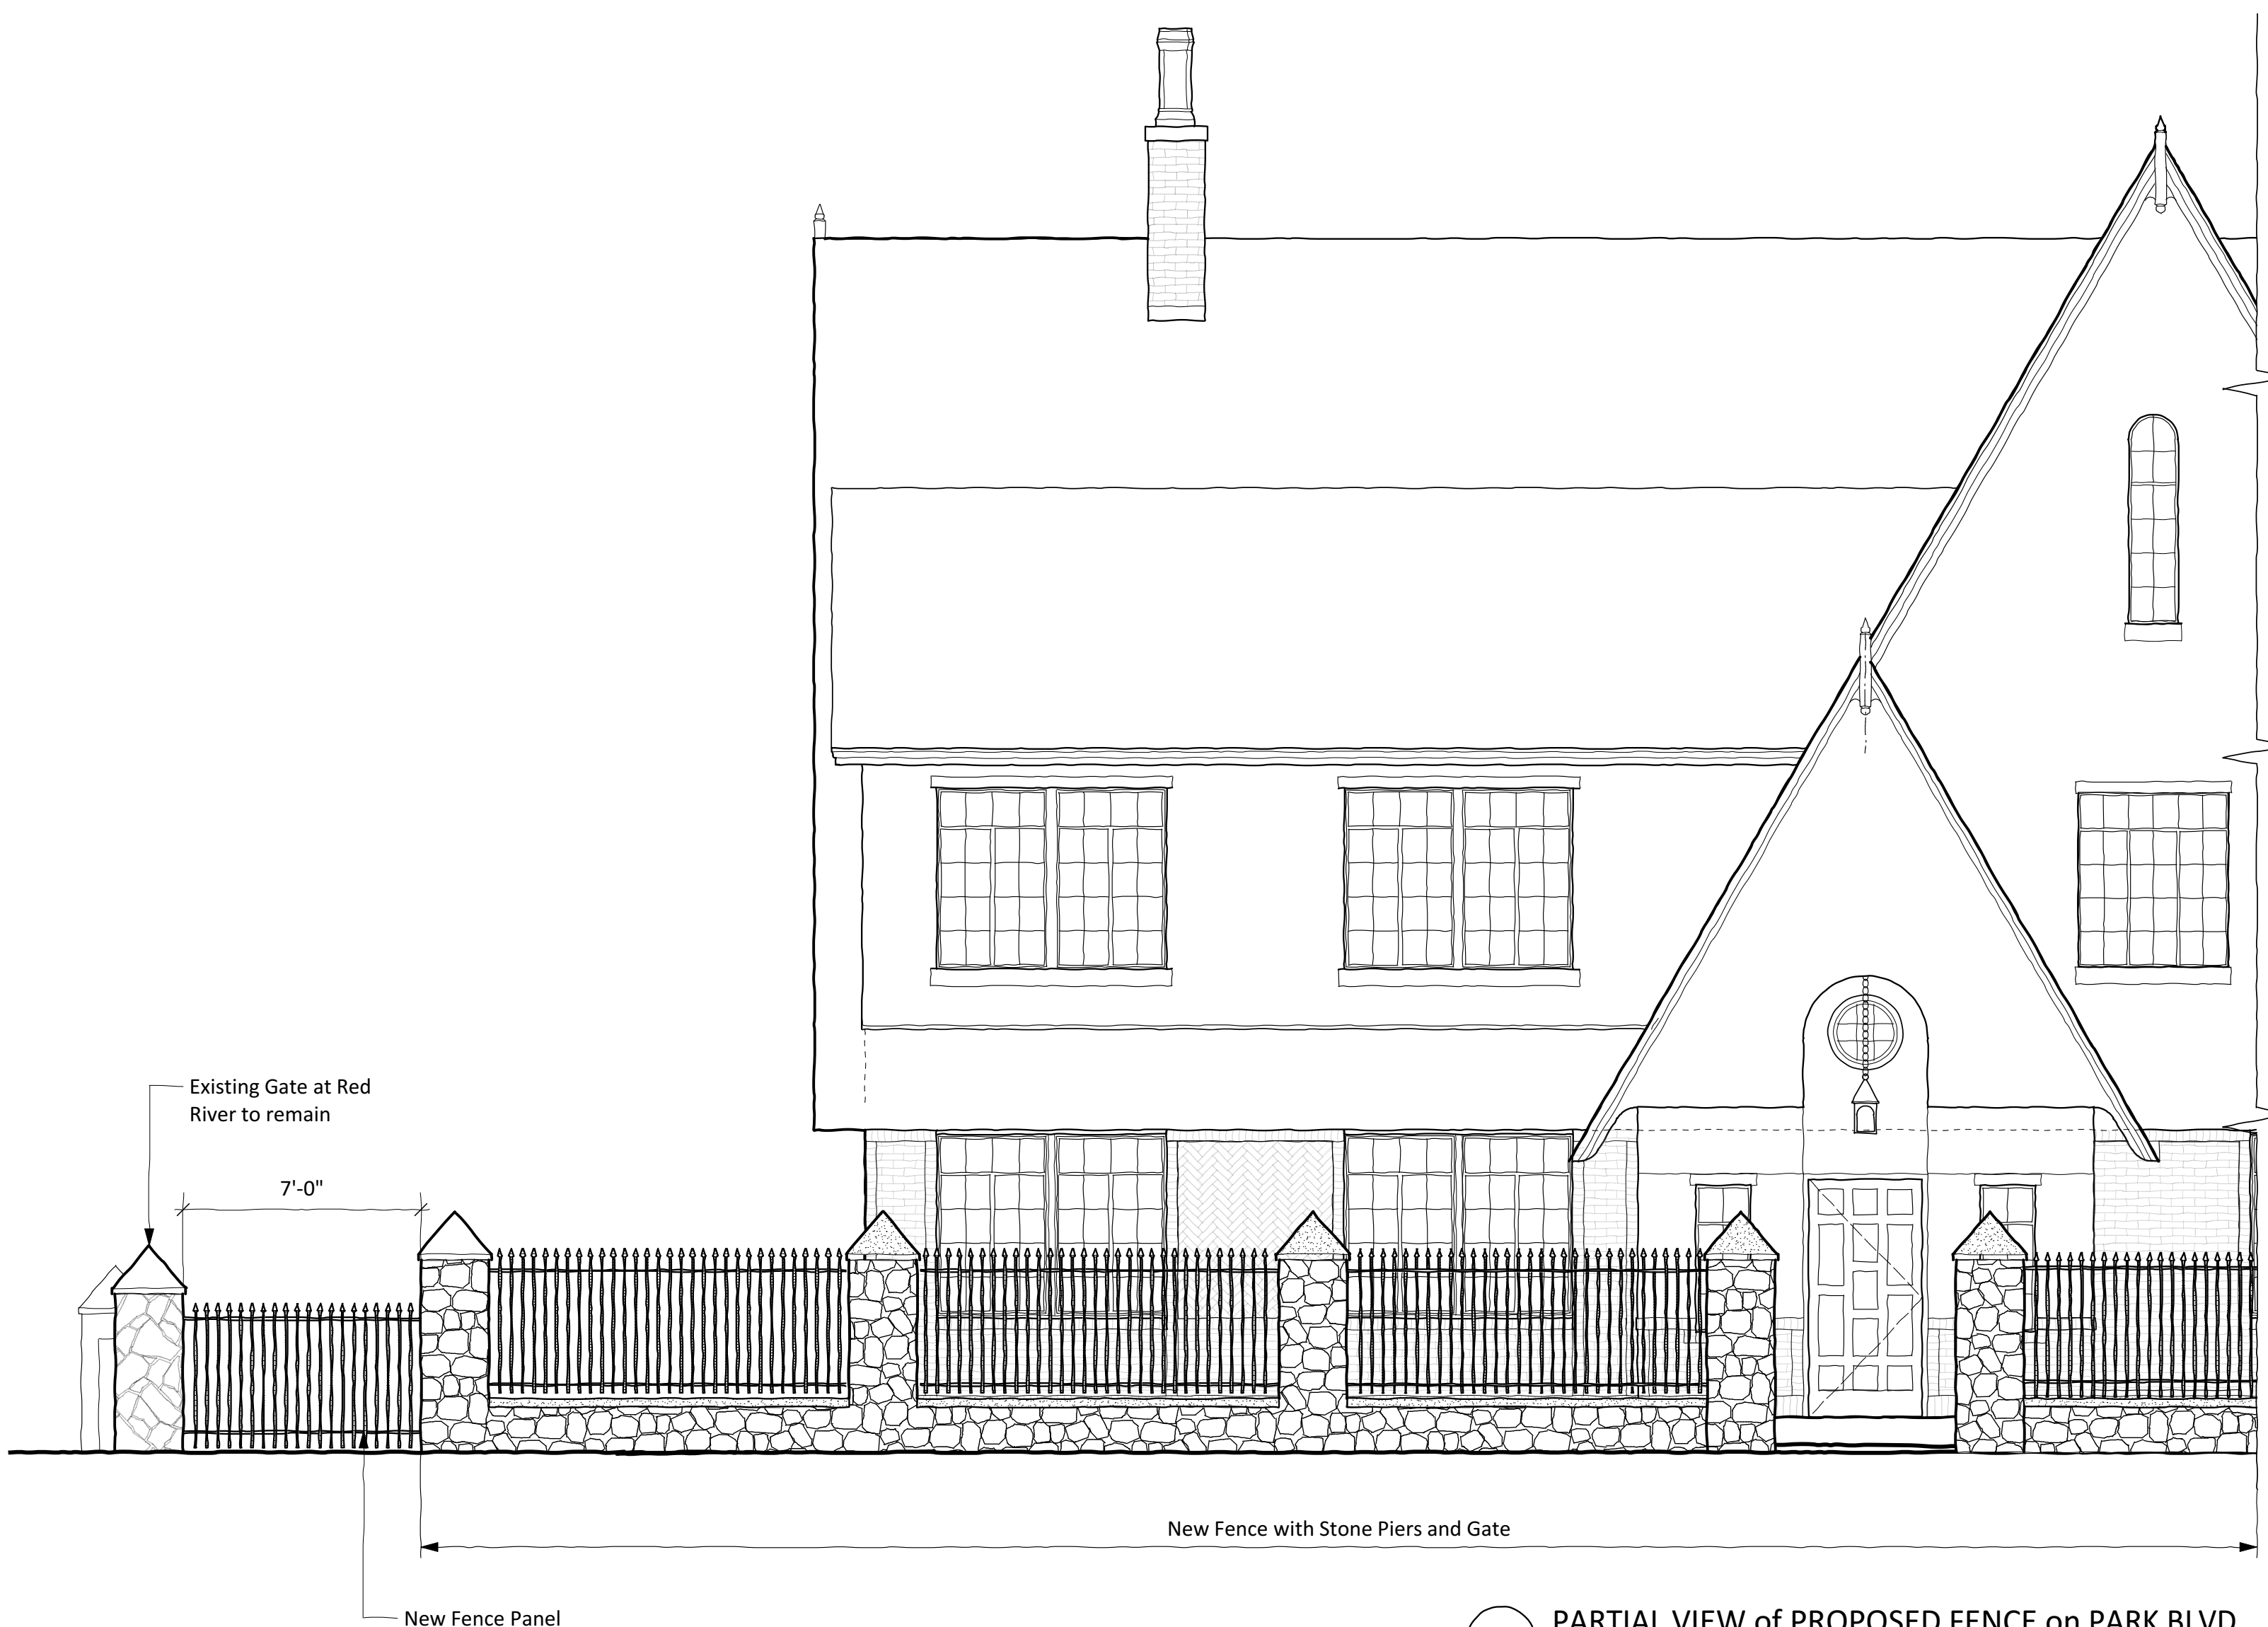 Existing Gate at Red
River to remain
7'-0"
New Fence with Stone Piers and Gate
New Fence Panel
PARTIAL VIEW of PROPOSED FENCE on PARK BLVD